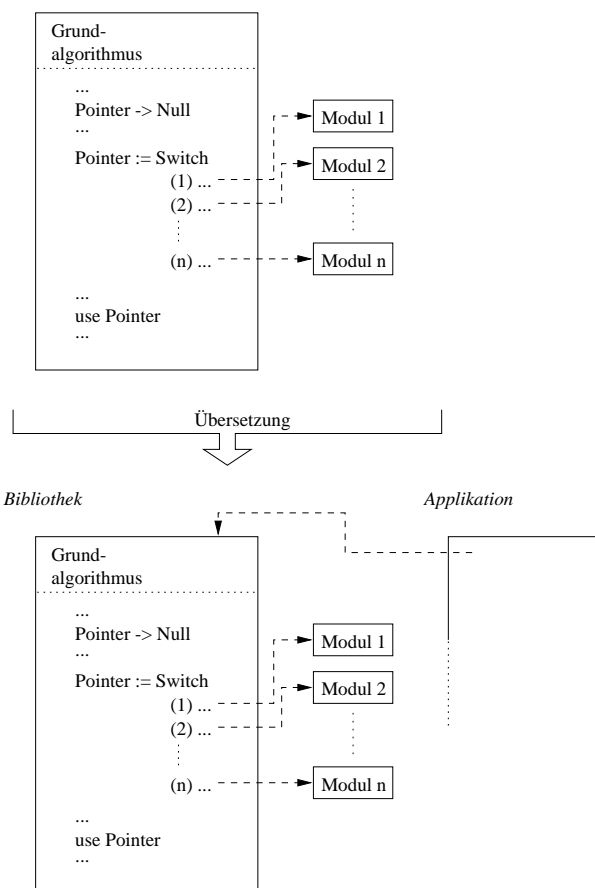 Grund-
algorithmus
...
Pointer -> Null
...
Pointer := Switch
(1) ...
(2) ...
(n) ...
...
use Pointer
...
Modul 1
Modul 2
Modul n
Übersetzung
Bibliothek
Applikation
Grund-
algorithmus
...
Pointer -> Null
...
Pointer := Switch
(1) ...
(2) ...
(n) ...
...
use Pointer
...
Modul 1
Modul 2
Modul n